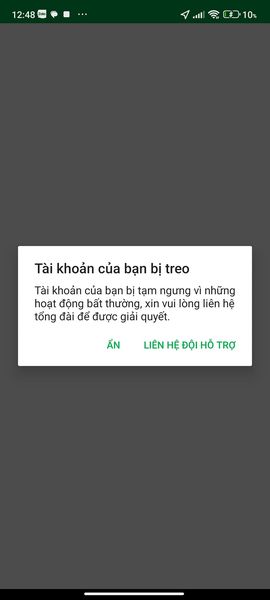 12:48
10%
Tài khoản của bạn bị treo
Tài khoản của bạn bị tạm ngưng vì những
hoạt động bất thường, xin vui lòng liên hệ
tổng đài để được giải quyết.
ẨN
LIÊN HỆ ĐỘI HỖ TRỢ